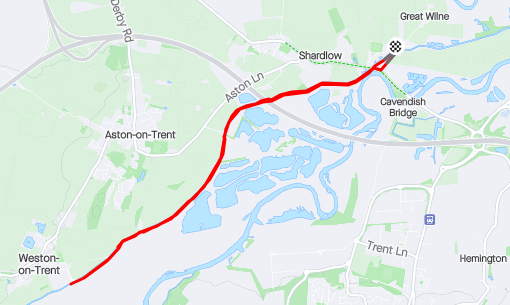 Great Wilne
Derby Rd
Shardlow
Aston Ln
Cavendish
Bridge
Aston-on-Trent
Trent Ln
Weston-
on-Trent
Hemington